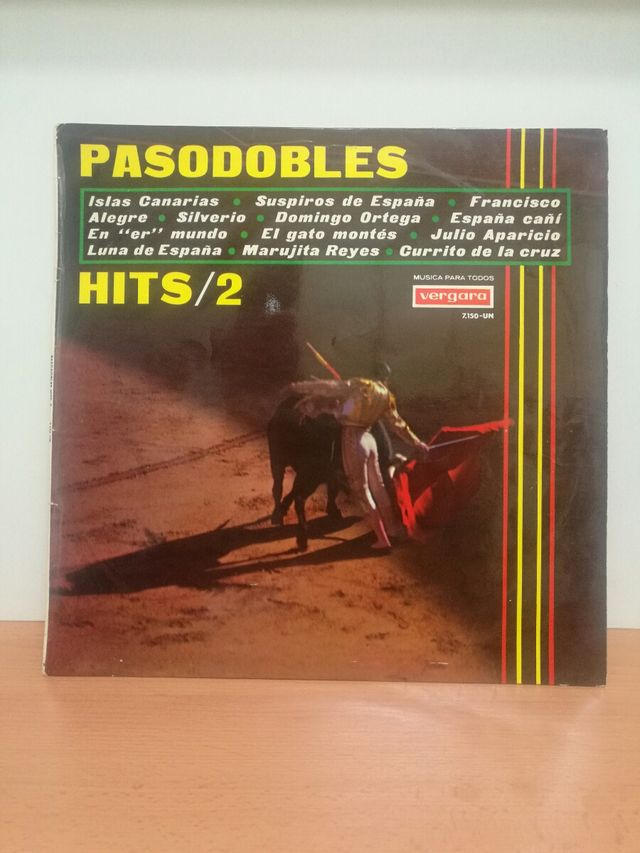 PASODOBLES
Islas Canarias • Suspiros de España • Francisco
Alegre • Silverio • Domingo Ortega • España cañí
En “er” mundo • El gato montés • Julio Aparicio
Luna de España • Marujita Reyes • Currito de la cruz
HITS/2
MUSICA PARA TODOS
vergara
7.150-UN